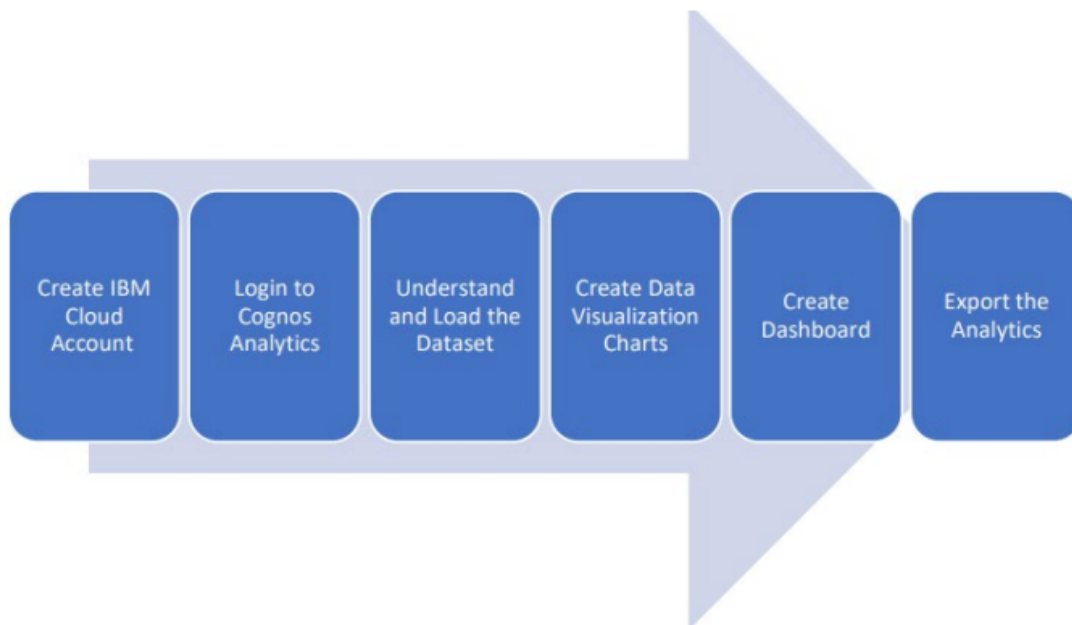 Create IBM
Cloud
Account
Login to
Cognos
Analytics
Understand
and Load the
Dataset
Create Data
Visualization
Charts
Create
Dashboard
Export the
Analytics